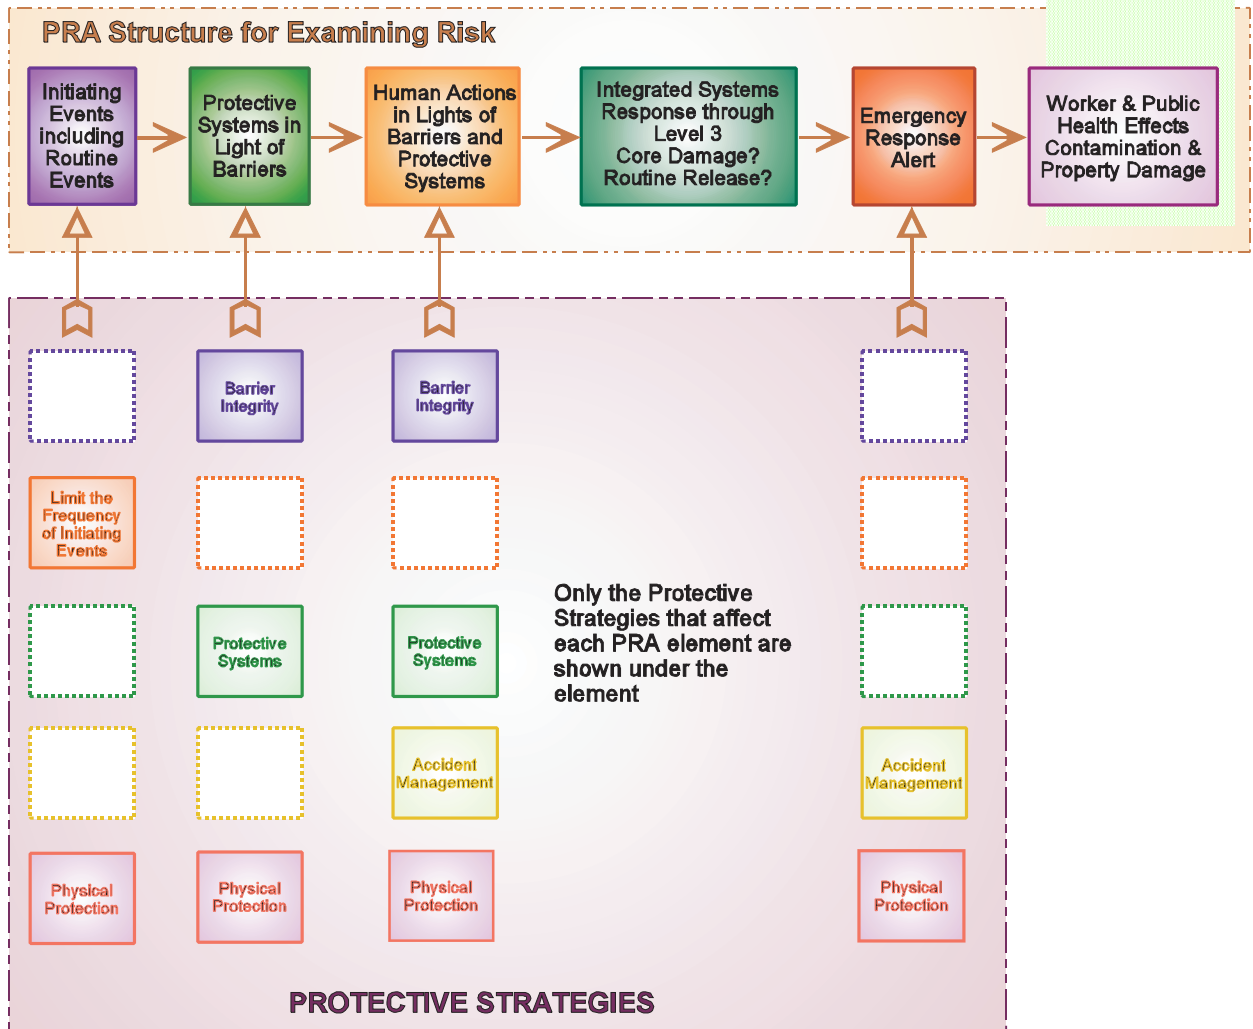 PRA Structure for Examining Risk
Initiating
Events
including
Routine
Events
Protective
Systems in
Light of
Barriers
Human Actions
in Lights of
Barriers and
Protective
Systems
Integrated Systems
Response through
Level 3
Core Damage?
Routine Release?
Emergency
Response
Alert
Worker & Public
Health Effects
Contamination &
Property Damage
Barrier
Integrity
Barrier
Integrity
Limit the
Frequency
of Initiating
Events
Protective
Systems
Protective
Systems
Only the Protective
Strategies that affect
each PRA element are
shown under the
element
Accident
Management
Accident
Management
Physical
Protection
Physical
Protection
Physical
Protection
Physical
Protection
PROTECTIVE STRATEGIES